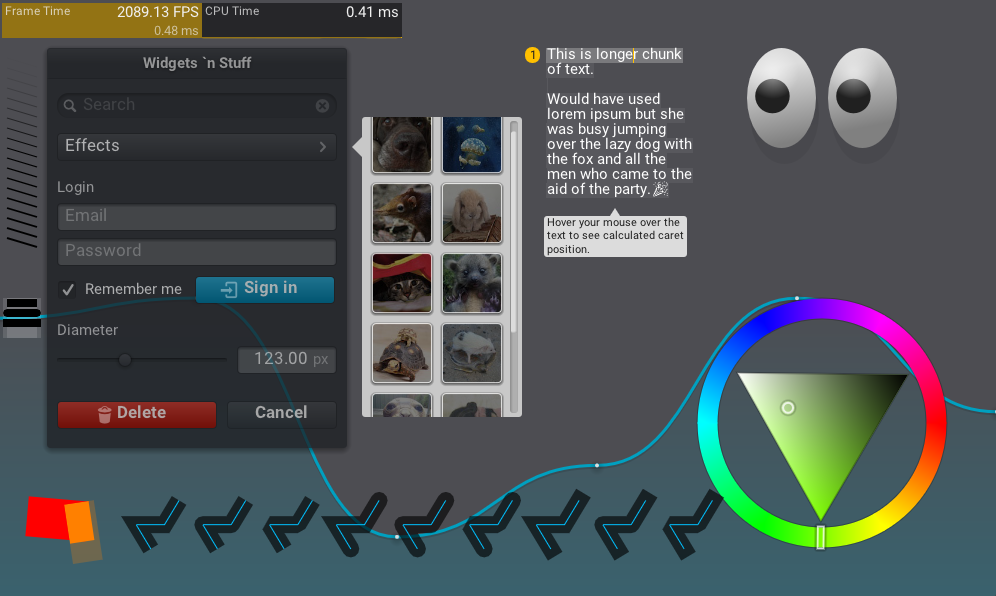 Frame Time
2089.13 FPS
0.48 ms
CPU Time
0.41 ms
Widgets `n Stuff
Search
Effects
Login
Email
Password
Remember me
Sign in
Diameter
123.00 px
Delete
Cancel
1
This is longer chunk
of text.
Would have used
lorem ipsum but she
was busy jumping
over the lazy dog with
the fox and all the
men who came to the
aid of the party.🎉
Hover your mouse over the
text to see calculated caret
position.